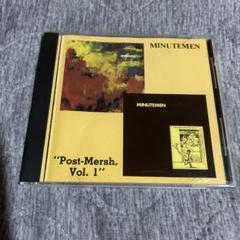 MINUTEMEN
MINUTEMEN
"Post-Mersh,
Vol. 1"